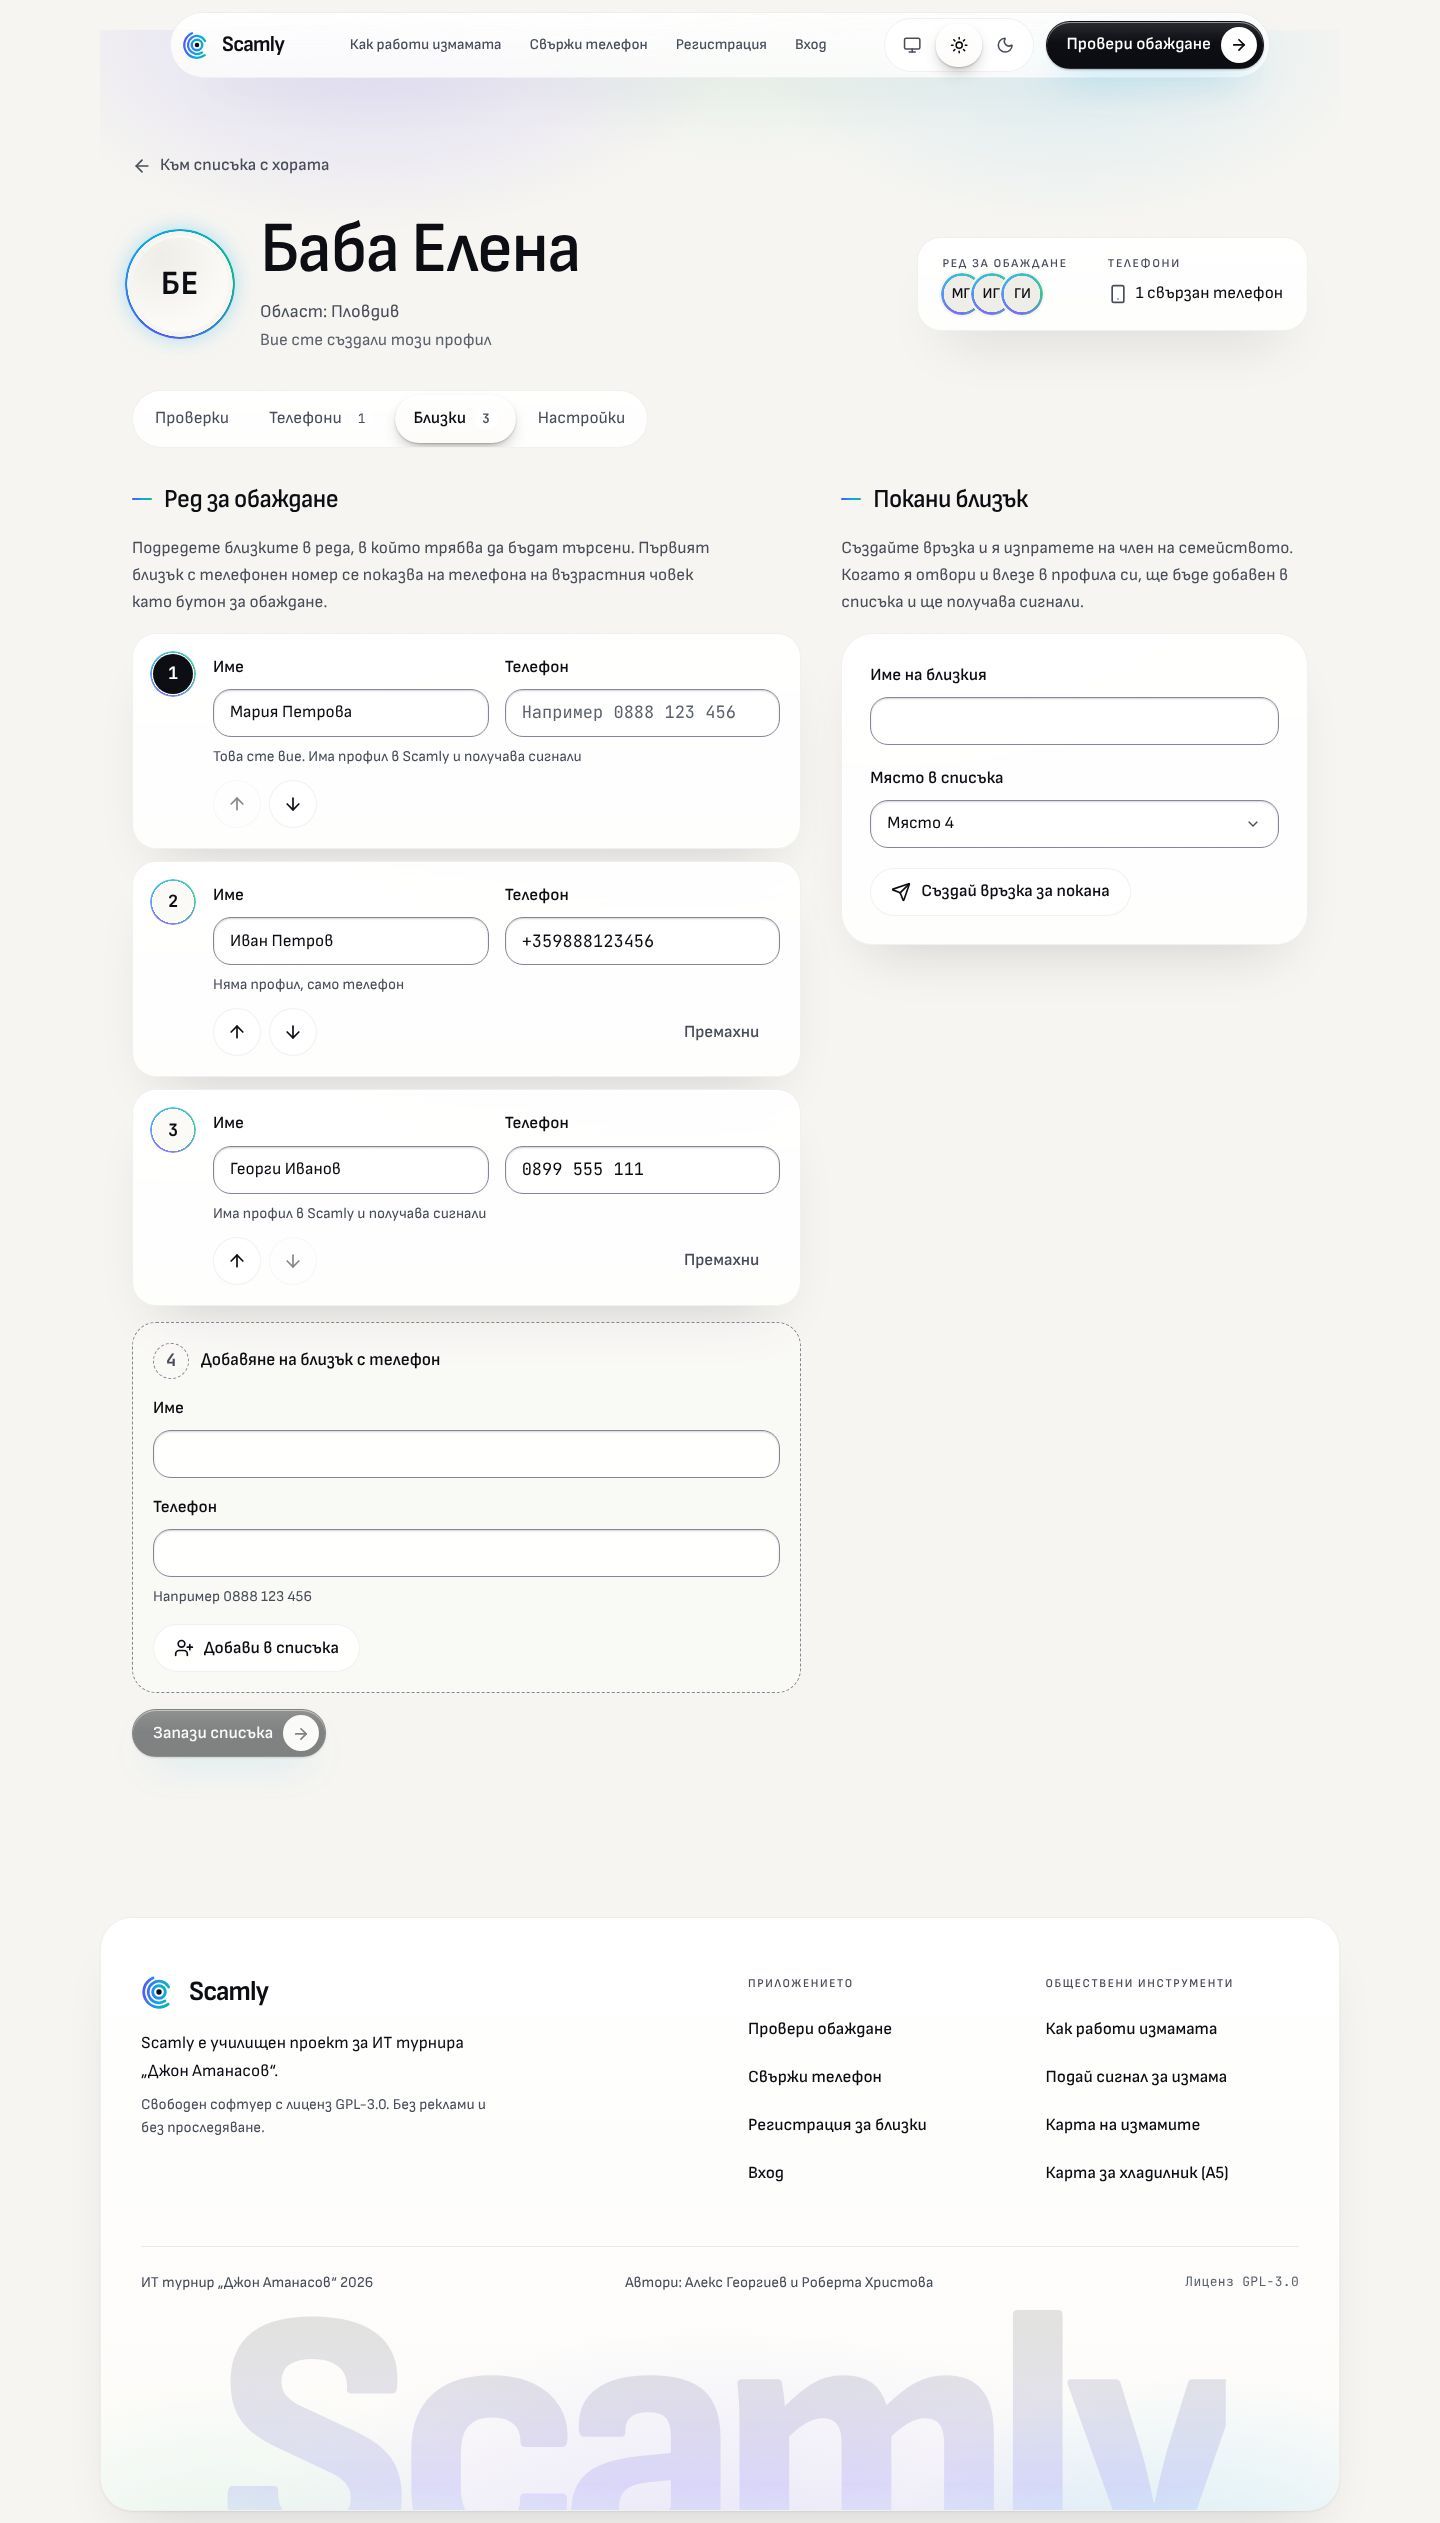 Scamly
Как работи измамата
Свържи телефон
Регистрация
Вход
Провери обаждане
Към списъка с хората
БЕ
Баба Елена
Област: Пловдив
Вие сте създали този профил
РЕД ЗА ОБАЖДАНЕ
МГ
ИГ
ГИ
ТЕЛЕФОНИ
1 свързан телефон
Проверки
Телефони 1
Близки 3
Настройки
Ред за обаждане
Подредете близките в реда, в който трябва да бъдат търсени. Първият
близък с телефонен номер се показва на телефона на възрастния човек
като бутон за обаждане.
1
Име
Телефон
Мария Петрова
Например 0888 123 456
Това сте вие. Има профил в Scamly и получава сигнали
2
Име
Телефон
Иван Петров
+359888123456
Няма профил, само телефон
Премахни
3
Име
Телефон
Георги Иванов
0899 555 111
Има профил в Scamly и получава сигнали
Премахни
4
Добавяне на близък с телефон
Име
Телефон
Например 0888 123 456
Добави в списъка
Запази списъка
Покани близък
Създайте връзка и я изпратете на член на семейството.
Когато я отвори и влезе в профила си, ще бъде добавен в
списъка и ще получава сигнали.
Име на близкия
Място в списъка
Място 4
Създай връзка за покана
Scamly
Scamly е училищен проект за ИТ турнира
„Джон Атанасов“.
Свободен софтуер с лиценз GPL-3.0. Без реклами и
без проследяване.
ПРИЛОЖЕНИЕТО
Провери обаждане
Свържи телефон
Регистрация за близки
Вход
ОБЩЕСТВЕНИ ИНСТРУМЕНТИ
Как работи измамата
Подай сигнал за измама
Карта на измамите
Карта за хладилник (А5)
ИТ турнир „Джон Атанасов“ 2026
Автори: Алекс Георгиев и Роберта Христова
Лиценз GPL-3.0
Scamly